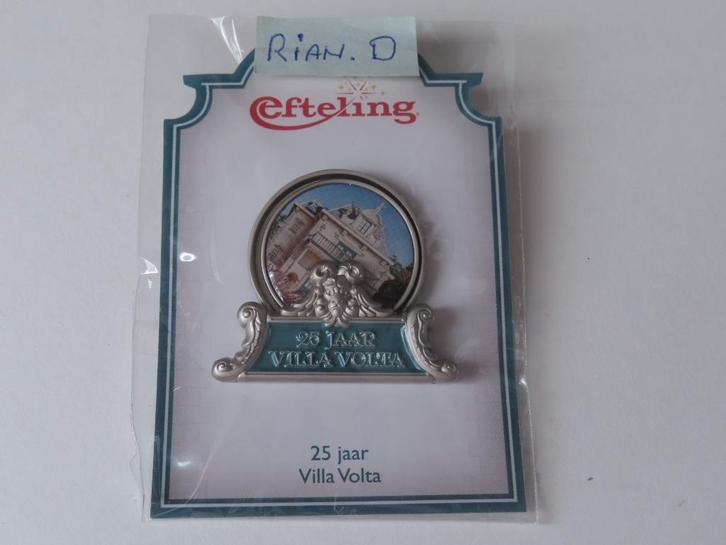 RiAN. D
Efteling
25 JAAR
VILLA VOLTA
25 jaar
Villa Volta